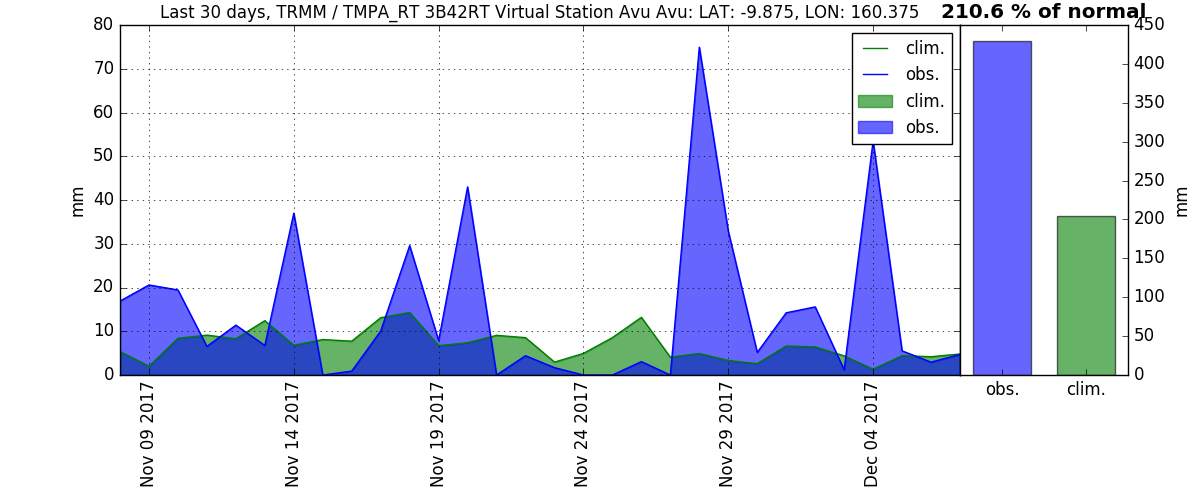 Last 30 days, TRMM / TMPA_RT 3B42RT Virtual Station Avu Avu: LAT: -9.875, LON: 160.375
210.6 % of normal
80
70
60
50
40
30
20
10
0
mm
clim.
obs.
clim.
obs.
Nov 09 2017
Nov 14 2017
Nov 19 2017
Nov 24 2017
Nov 29 2017
Dec 04 2017
450
400
350
300
250
200
150
100
50
0
mm
obs.
clim.